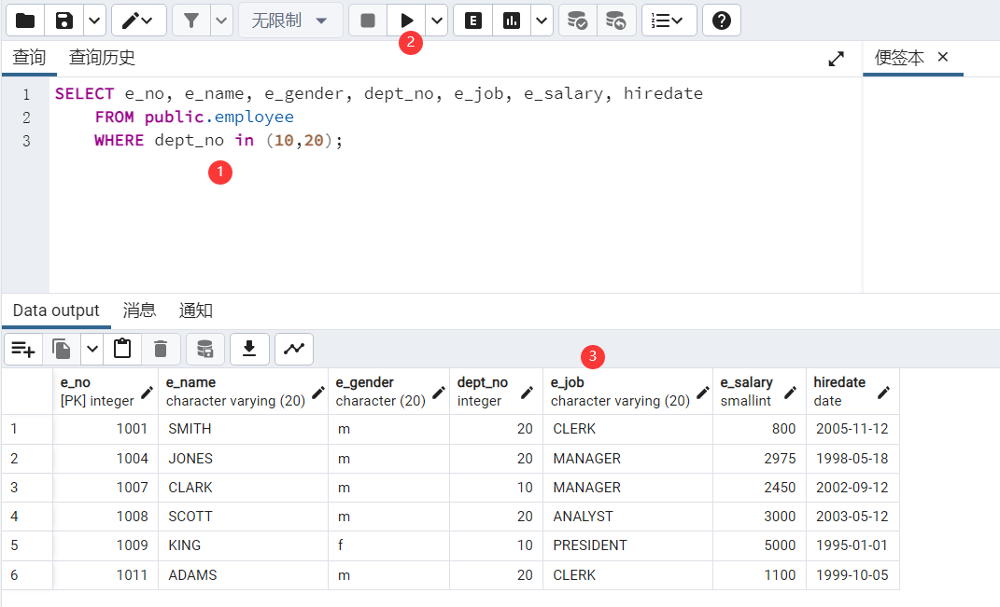 无限制
2
查询 查询历史 便签本
1 SELECT e_no, e_name, e_gender, dept_no, e_job, e_salary, hiredate
2 FROM public.employee
3 WHERE dept_no in (10,20);
1
Data output 消息 通知
3
e_no e_name e_gender dept_no e_job e_salary hiredate
[PK] integer character varying (20) character (20) integer character varying (20) smallint date
1 1001 SMITH m 20 CLERK 800 2005-11-12
2 1004 JONES m 20 MANAGER 2975 1998-05-18
3 1007 CLARK m 10 MANAGER 2450 2002-09-12
4 1008 SCOTT m 20 ANALYST 3000 2003-05-12
5 1009 KING f 10 PRESIDENT 5000 1995-01-01
6 1011 ADAMS m 20 CLERK 1100 1999-10-05